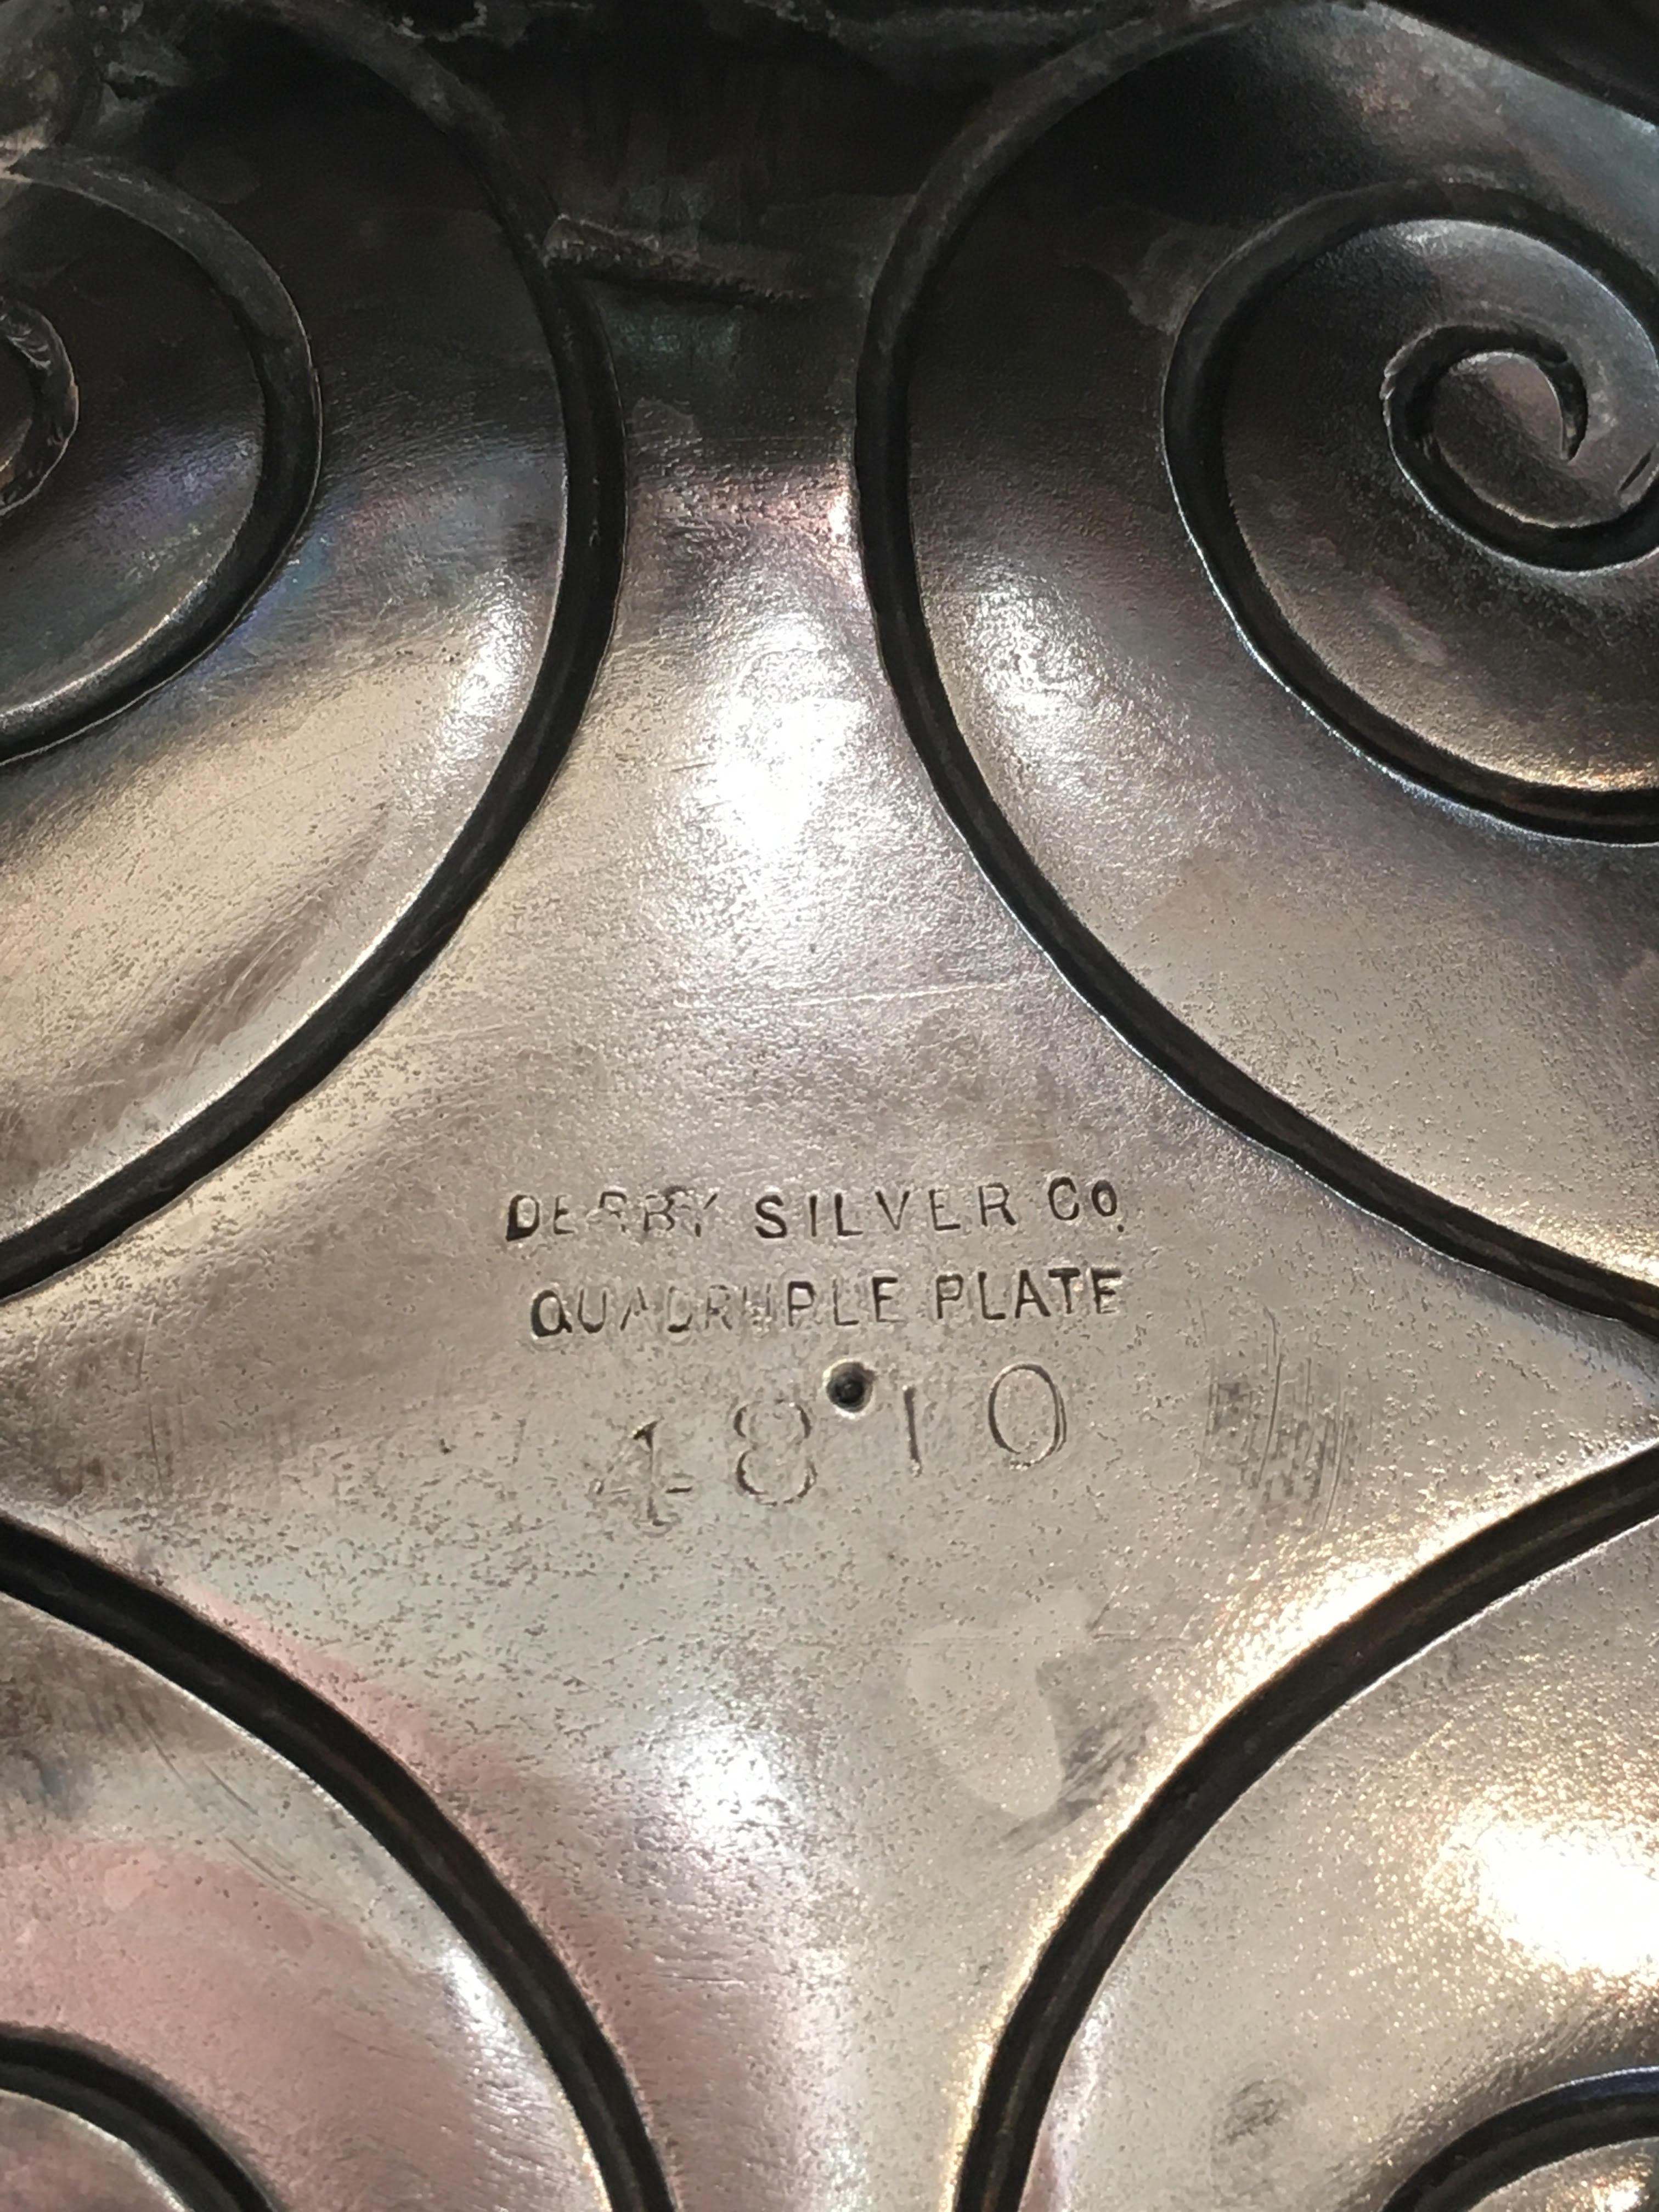 DERBY SILVER Co.
QUADRUPLE PLATE
4810